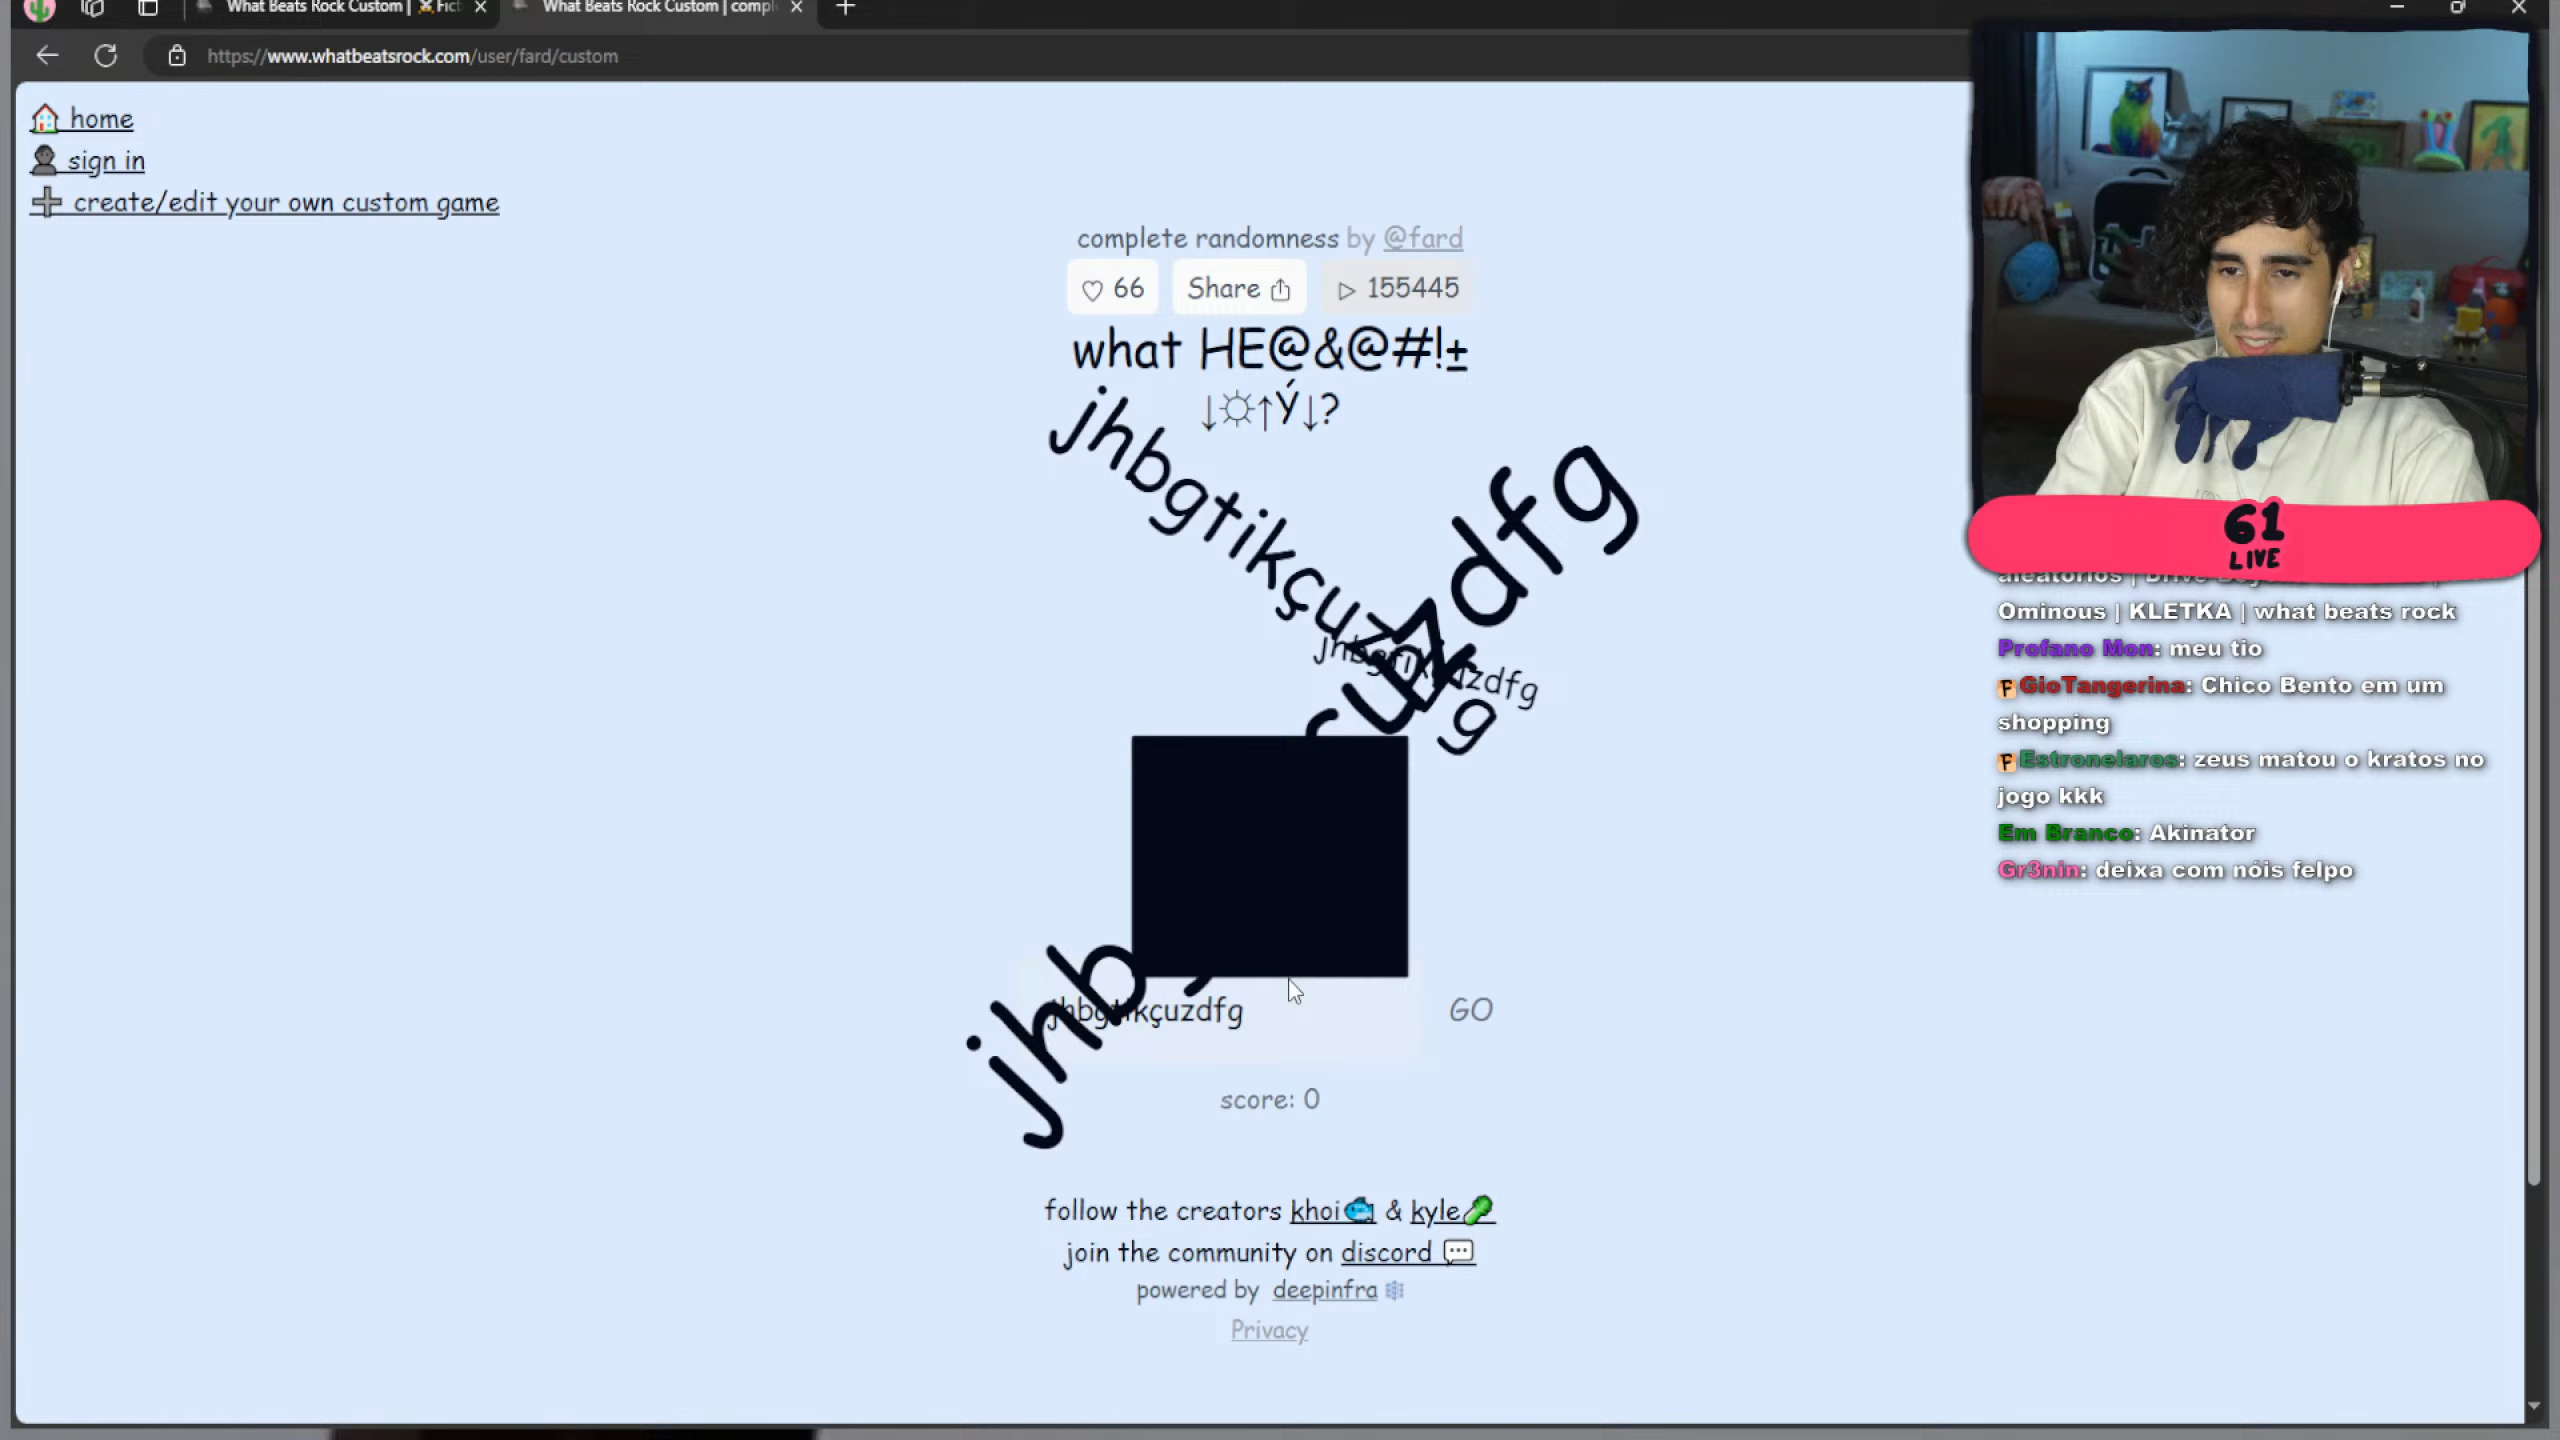 What Beats Rock Custom | ⚔Fict
What Beats Rock Custom | compl
https://www.whatbeatsrock.com/user/fard/custom
home
sign in
create/edit your own custom game
complete randomness by @fard
66
Share
155445
what HE@&@#!±
↓☼↑Ý↓?
jhbgtikçuzdfg
jhbgtikçuzdfg
jhbgtikçuzdfg
GO
score: 0
follow the creators khoi🐟 & kyle🥒
join the community on discord 💬
powered by deepinfra
Privacy
61
LIVE
Ominous | KLETKA | what beats rock
Profano Mon: meu tio
GioTangerina: Chico Bento em um
shopping
Estronelaros: zeus matou o kratos no
jogo kkk
Em Branco: Akinator
Gr3nin: deixa com nóis felpo